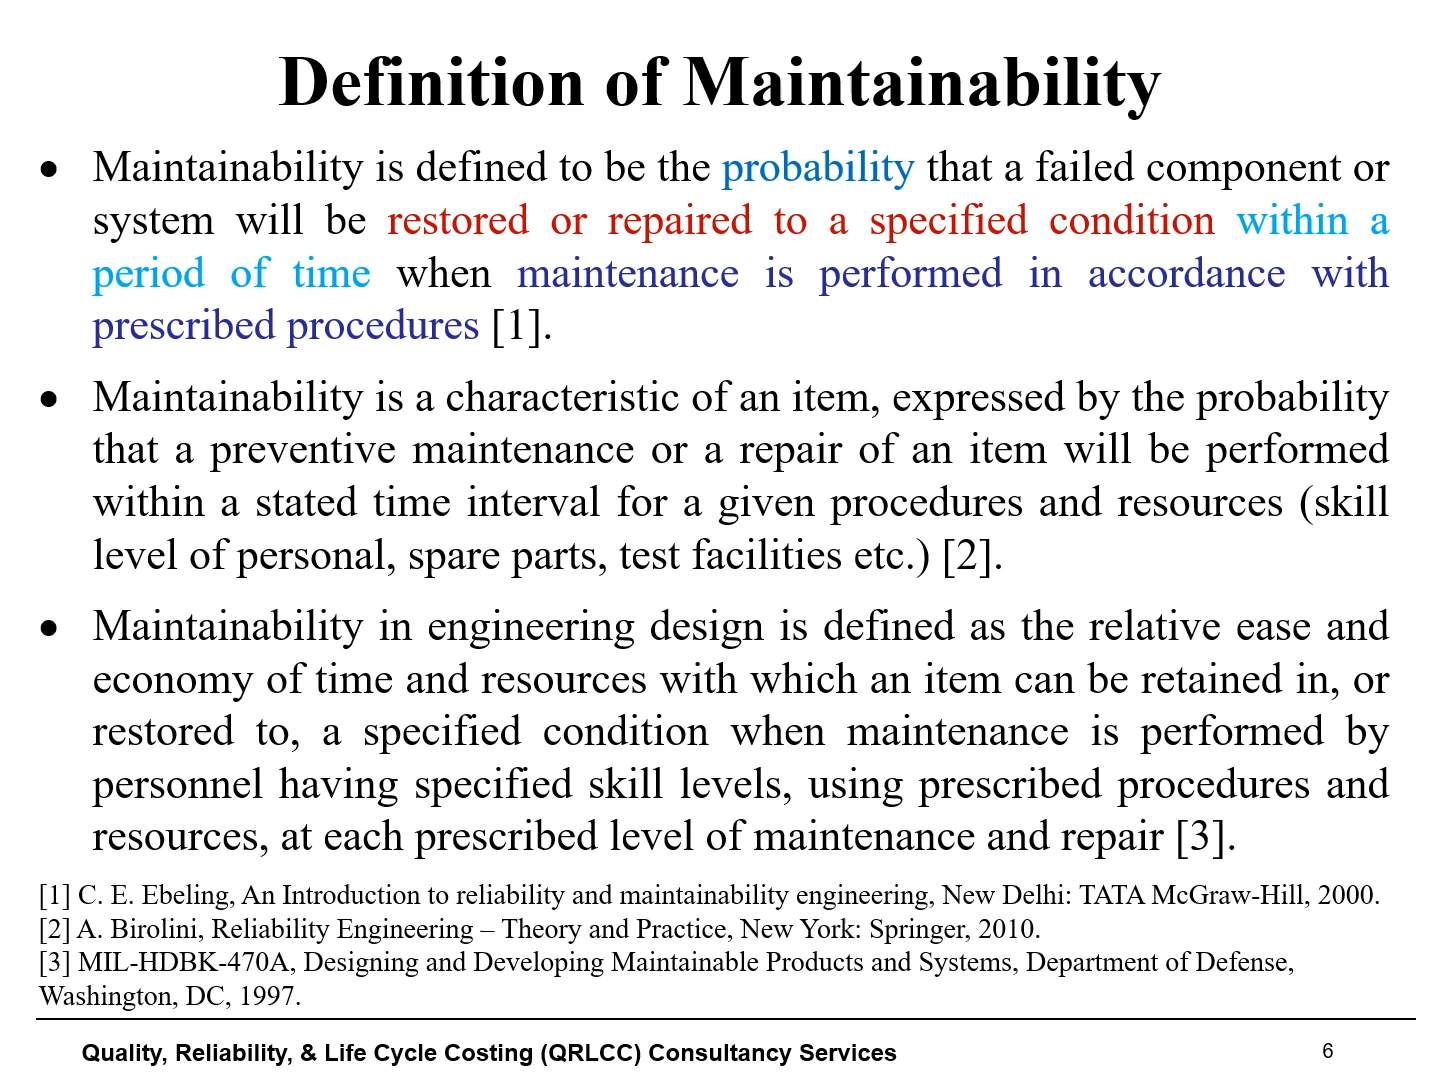 Definition of Maintainability
• Maintainability is defined to be the probability that a failed component or
system will be restored or repaired to a specified condition within a
period of time when maintenance is performed in accordance with
prescribed procedures [1].
• Maintainability is a characteristic of an item, expressed by the probability
that a preventive maintenance or a repair of an item will be performed
within a stated time interval for a given procedures and resources (skill
level of personal, spare parts, test facilities etc.) [2].
• Maintainability in engineering design is defined as the relative ease and
economy of time and resources with which an item can be retained in, or
restored to, a specified condition when maintenance is performed by
personnel having specified skill levels, using prescribed procedures and
resources, at each prescribed level of maintenance and repair [3].
[1] C. E. Ebeling, An Introduction to reliability and maintainability engineering, New Delhi: TATA McGraw-Hill, 2000.
[2] A. Birolini, Reliability Engineering – Theory and Practice, New York: Springer, 2010.
[3] MIL-HDBK-470A, Designing and Developing Maintainable Products and Systems, Department of Defense,
Washington, DC, 1997.
Quality, Reliability, & Life Cycle Costing (QRLCC) Consultancy Services
6